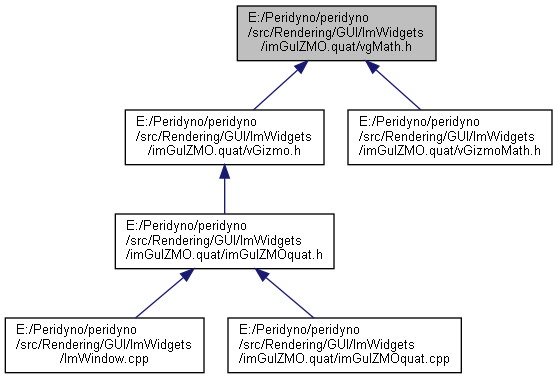 E:/Peridyno/peridyno
/src/Rendering/GUI/ImWidgets
/imGuIZMO.quat/vgMath.h
E:/Peridyno/peridyno
/src/Rendering/GUI/ImWidgets
/imGuIZMO.quat/vGizmo.h
E:/Peridyno/peridyno
/src/Rendering/GUI/ImWidgets
/imGuIZMO.quat/vGizmoMath.h
E:/Peridyno/peridyno
/src/Rendering/GUI/ImWidgets
/imGuIZMO.quat/imGuIZMOquat.h
E:/Peridyno/peridyno
/src/Rendering/GUI/ImWidgets
/ImWindow.cpp
E:/Peridyno/peridyno
/src/Rendering/GUI/ImWidgets
/imGuIZMO.quat/imGuIZMOquat.cpp